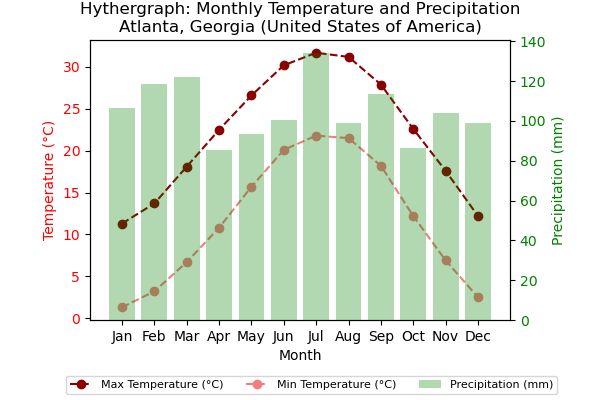 Hythergraph: Monthly Temperature and Precipitation
Atlanta, Georgia (United States of America)
Temperature (°C)
30
25
20
15
10
5
0
140
120
100
80
60
40
20
0
Precipitation (mm)
Jan Feb Mar Apr May Jun Jul Aug Sep Oct Nov Dec
Month
Max Temperature (°C) Min Temperature (°C) Precipitation (mm)